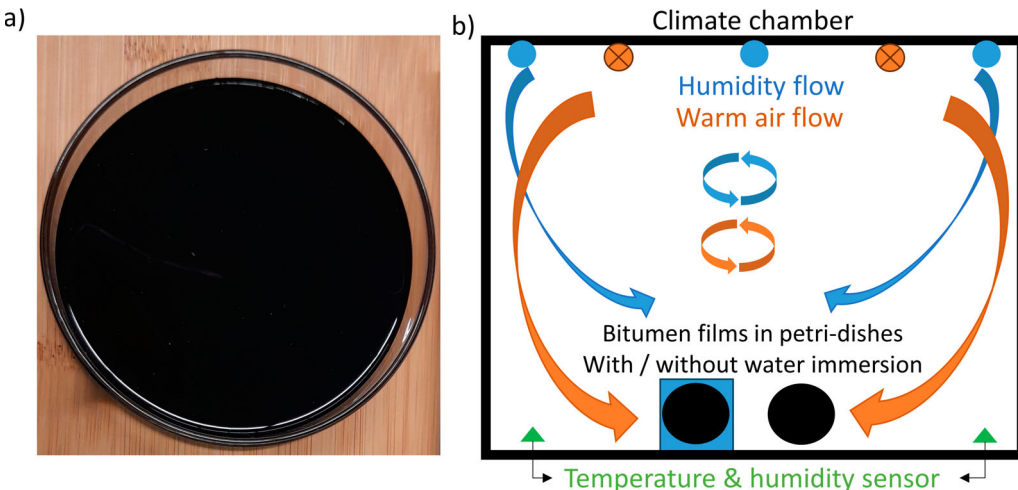 a)
b)
Climate chamber
Humidity flow
Warm air flow
Bitumen films in petri-dishes
With / without water immersion
Temperature & humidity sensor